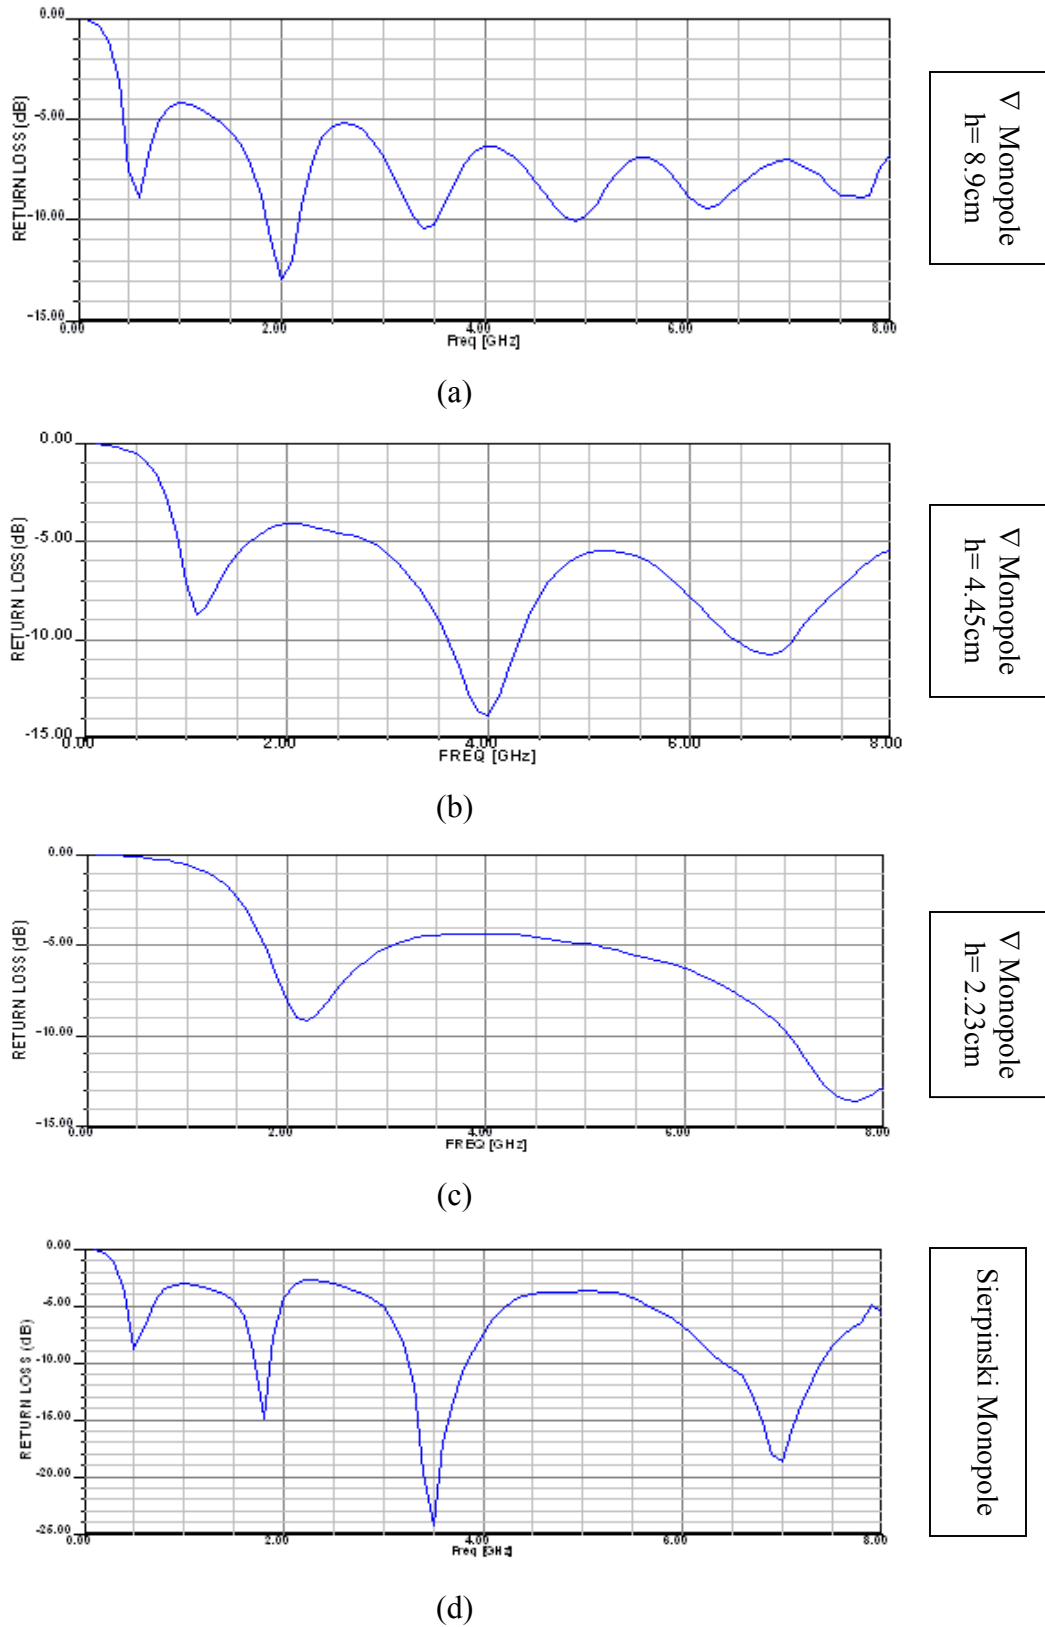 0.00
-5.00
-10.00
-15.00
RETURN LOSS (dB)
0.00 2.00 4.00 6.00 8.00
Freq [GHz]
∇ Monopole
h= 8.9cm
(a)
0.00
-5.00
-10.00
-15.00
RETURN LOSS (dB)
0.00 2.00 4.00 6.00 8.00
FREQ [GHz]
∇ Monopole
h= 4.45cm
(b)
0.00
-5.00
-10.00
-15.00
RETURN LOSS (dB)
0.00 2.00 4.00 6.00 8.00
FREQ [GHz]
∇ Monopole
h= 2.23cm
(c)
0.00
-5.00
-10.00
-15.00
-20.00
-25.00
RETURN LOSS (dB)
0.00 2.00 4.00 6.00 8.00
Freq [GHz]
Sierpinski Monopole
(d)